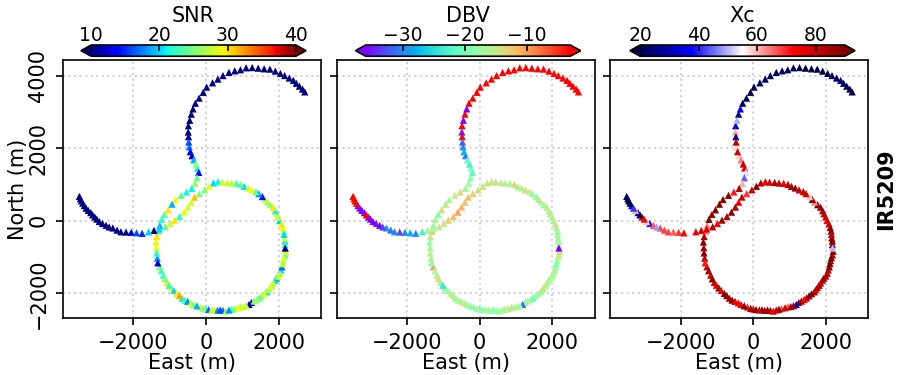 SNR DBV Xc
10 20 30 40 −30 −20 −10 20 40 60 80
4000
2000
0
−2000
North (m)
IR5209
−2000 0 2000 −2000 0 2000 −2000 0 2000
East (m) East (m) East (m)